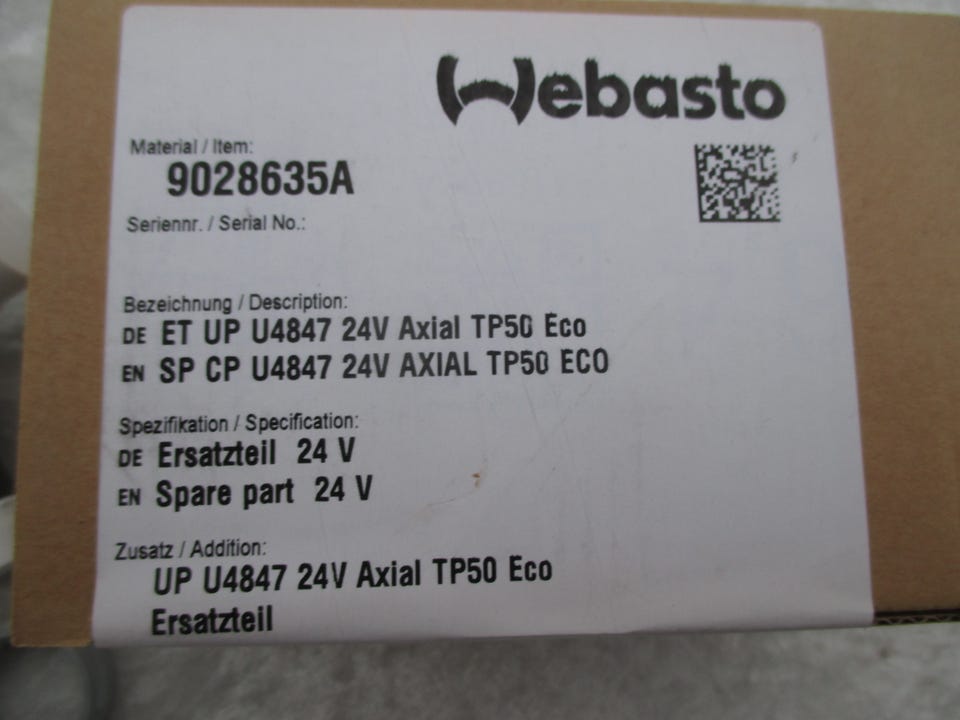 Webasto
Material / Item:
9028635A
Seriennr. / Serial No.:
Bezeichnung / Description:
DE ET UP U4847 24V Axial TP50 Eco
EN SP CP U4847 24V AXIAL TP50 ECO
Spezifikation / Specification:
DE Ersatzteil 24 V
EN Spare part 24 V
Zusatz / Addition:
UP U4847 24V Axial TP50 Eco
Ersatzteil